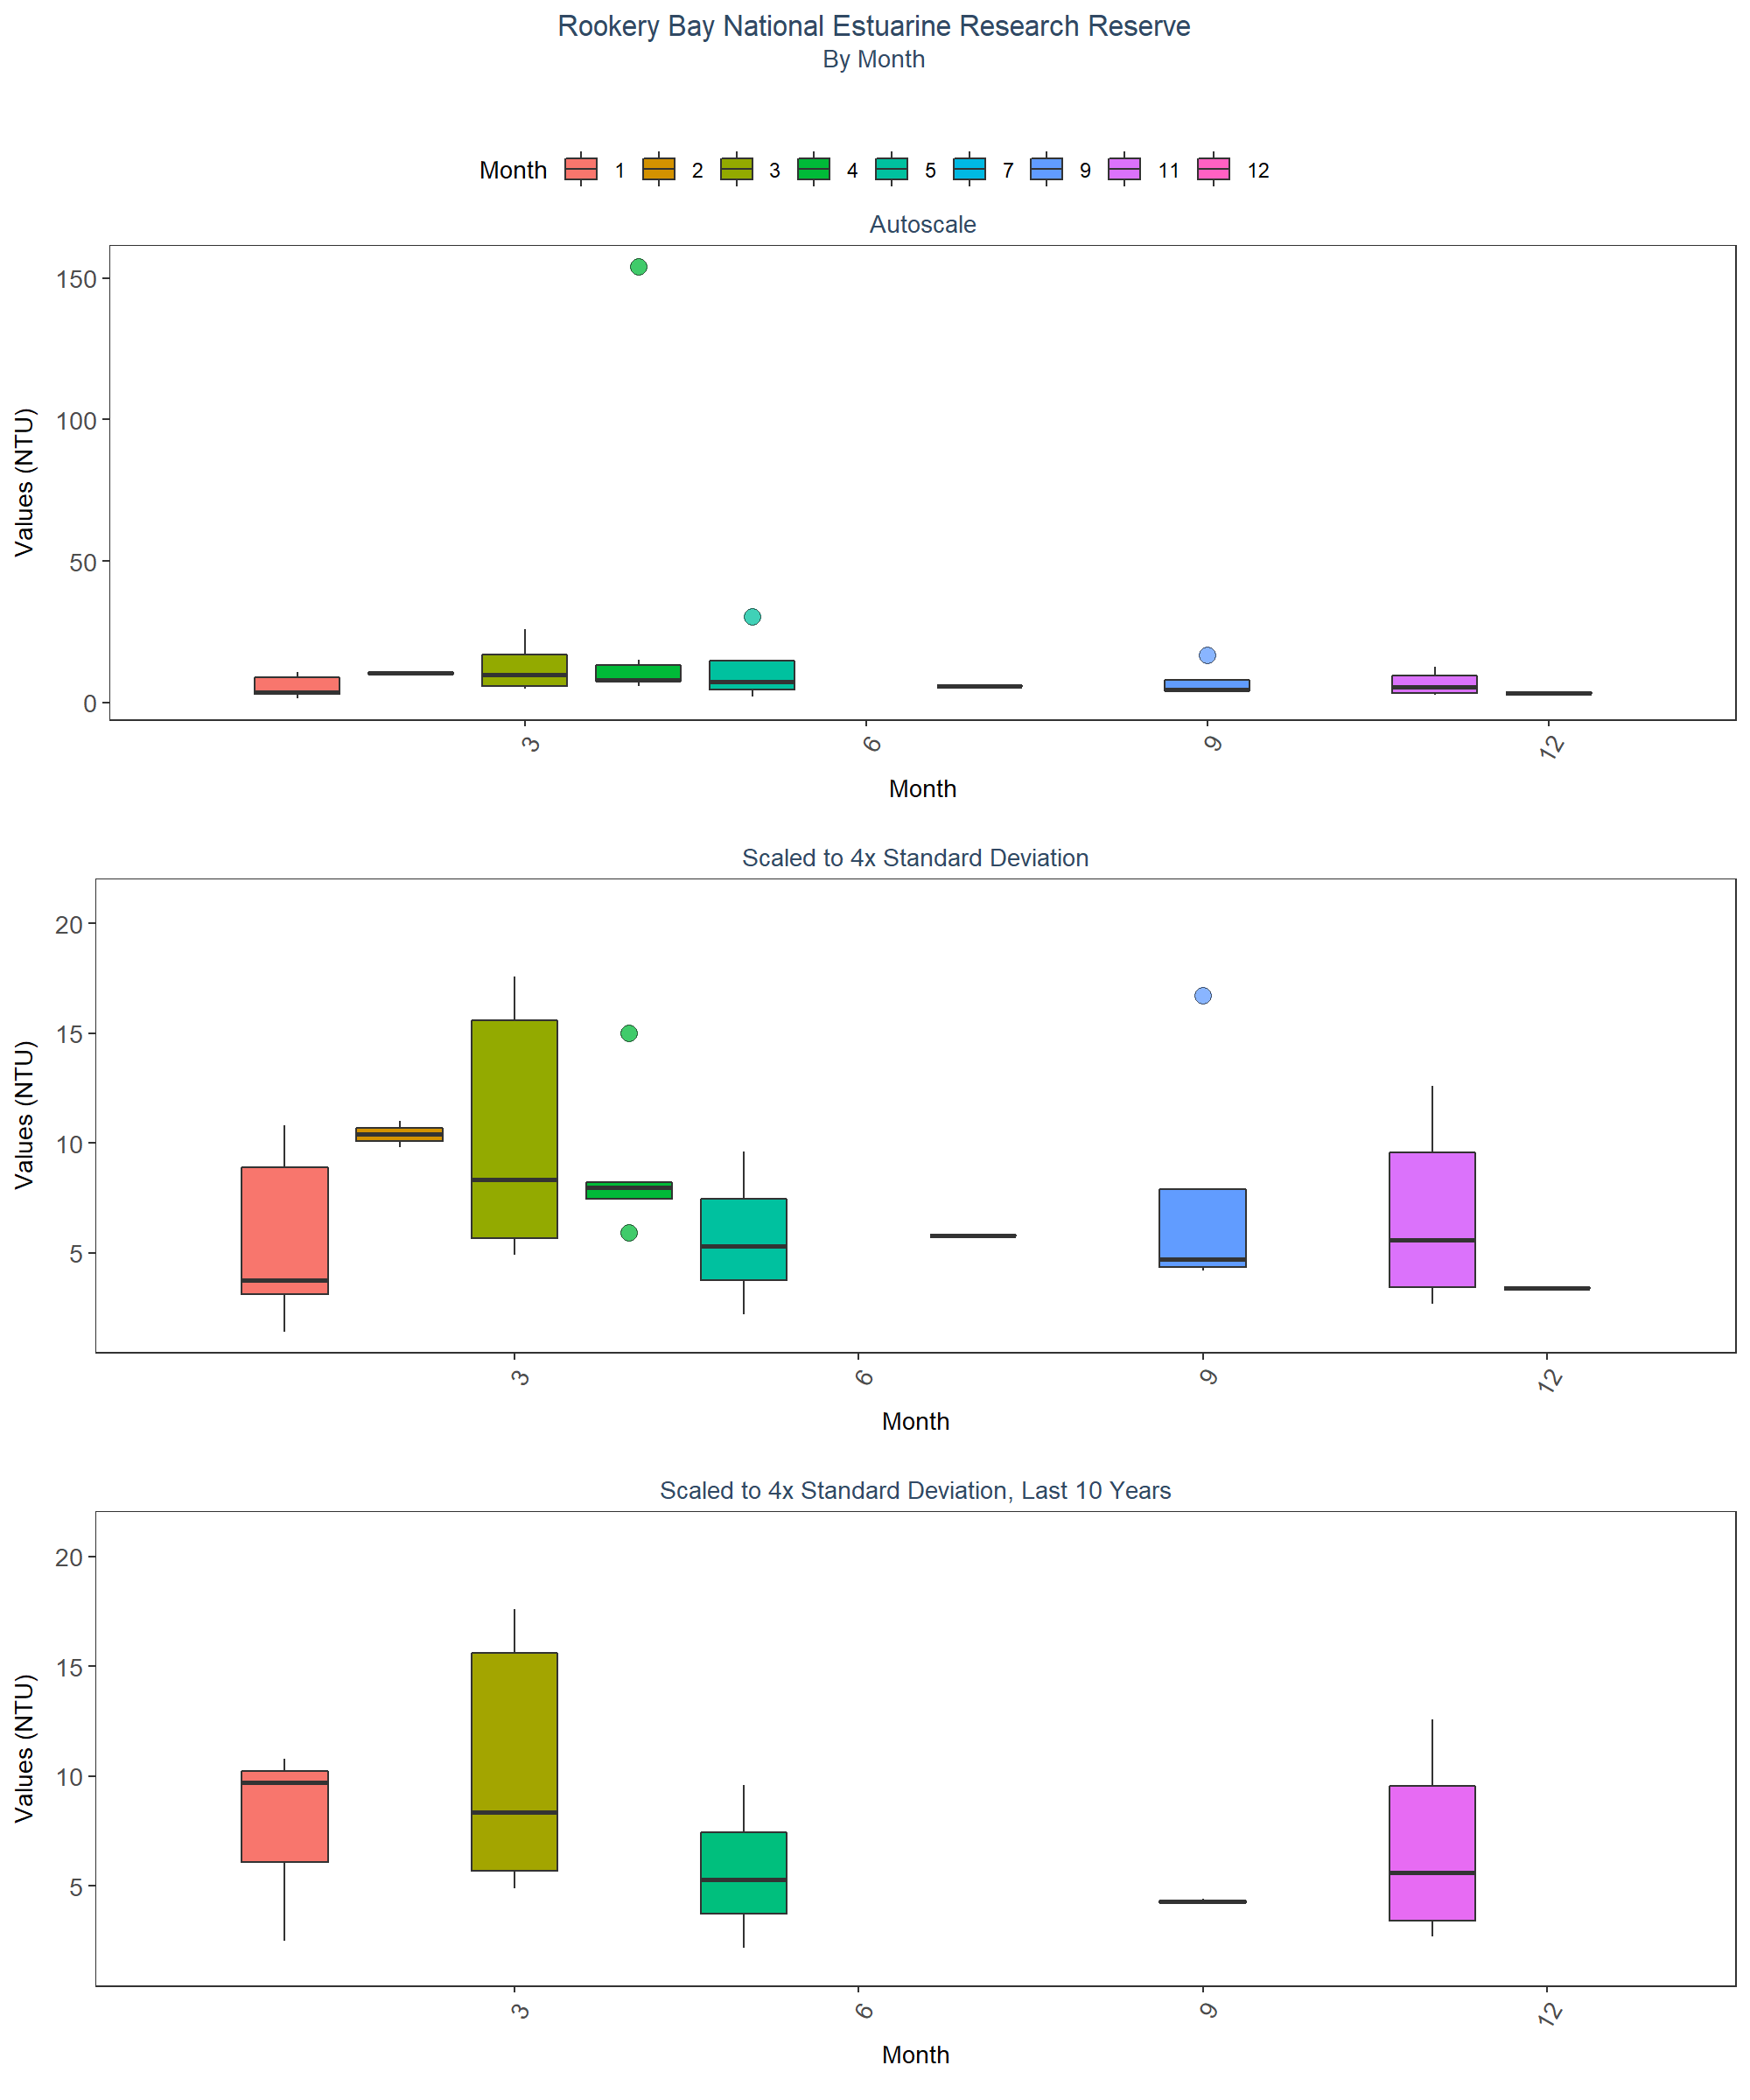 Rookery Bay National Estuarine Research Reserve
By Month
Month 1 2 3 4 5 7 9 11 12
Autoscale
Values (NTU)
150
100
50
0
3 6 9 12
Month
Scaled to 4x Standard Deviation
Values (NTU)
20
15
10
5
3 6 9 12
Month
Scaled to 4x Standard Deviation, Last 10 Years
Values (NTU)
20
15
10
5
3 6 9 12
Month